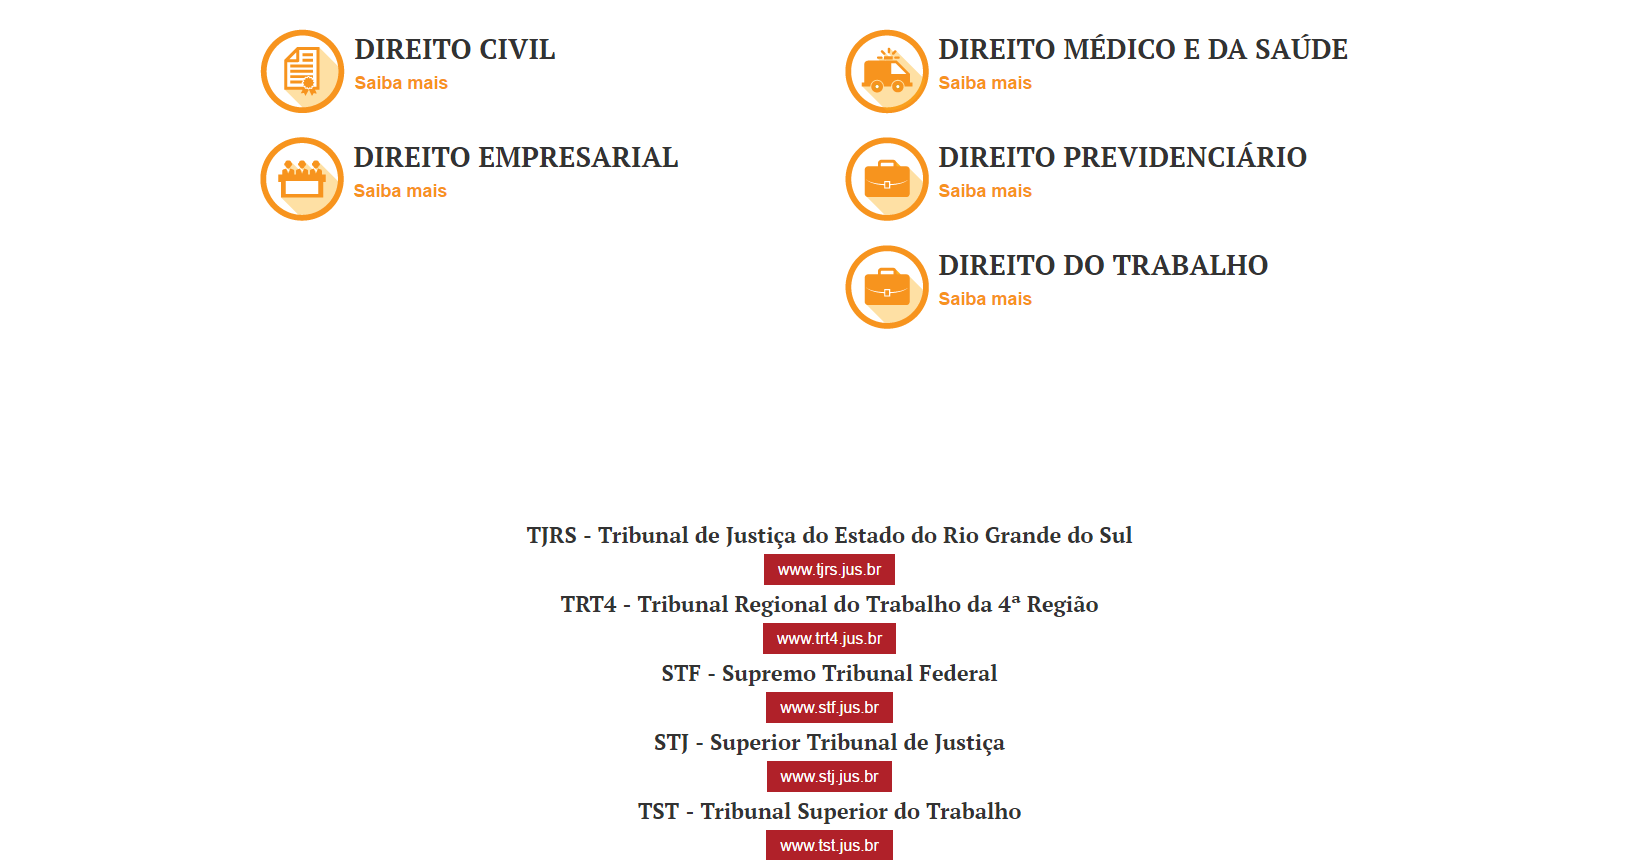 DIREITO CIVIL
Saiba mais
DIREITO EMPRESARIAL
Saiba mais
DIREITO MÉDICO E DA SAÚDE
Saiba mais
DIREITO PREVIDENCIÁRIO
Saiba mais
DIREITO DO TRABALHO
Saiba mais
TJRS - Tribunal de Justiça do Estado do Rio Grande do Sul
www.tjrs.jus.br
TRT4 - Tribunal Regional do Trabalho da 4ª Região
www.trt4.jus.br
STF - Supremo Tribunal Federal
www.stf.jus.br
STJ - Superior Tribunal de Justiça
www.stj.jus.br
TST - Tribunal Superior do Trabalho
www.tst.jus.br